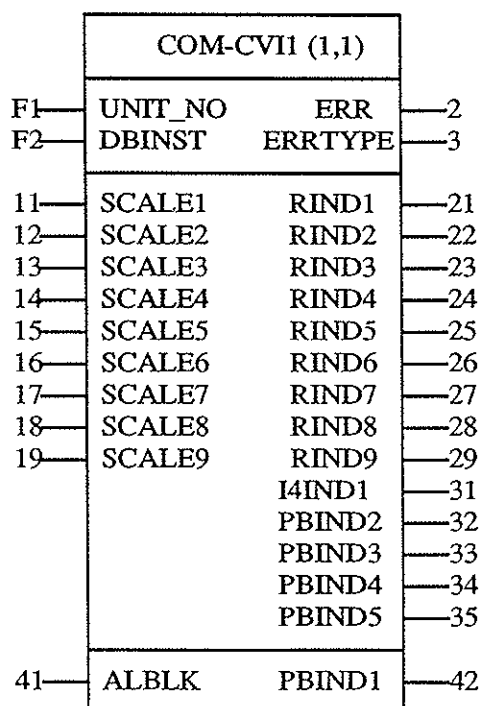 COM-CVI1 (1,1)
F1 UNIT_NO ERR 2
F2 DBINST ERRTYPE 3
11 SCALE1 RIND1 21
12 SCALE2 RIND2 22
13 SCALE3 RIND3 23
14 SCALE4 RIND4 24
15 SCALE5 RIND5 25
16 SCALE6 RIND6 26
17 SCALE7 RIND7 27
18 SCALE8 RIND8 28
19 SCALE9 RIND9 29
I4IND1 31
PBIND2 32
PBIND3 33
PBIND4 34
PBIND5 35
41 ALBLK PBIND1 42